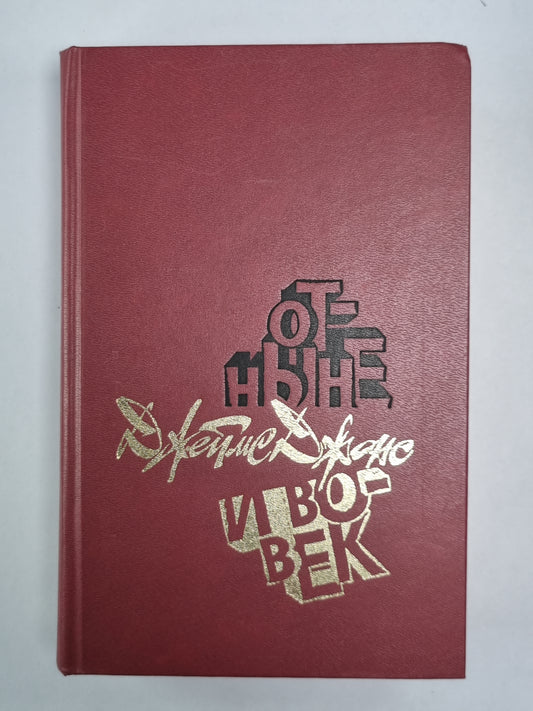 ОТ-
НЫНЕ
Джеймс Джонс
И ВО-
ВЕК